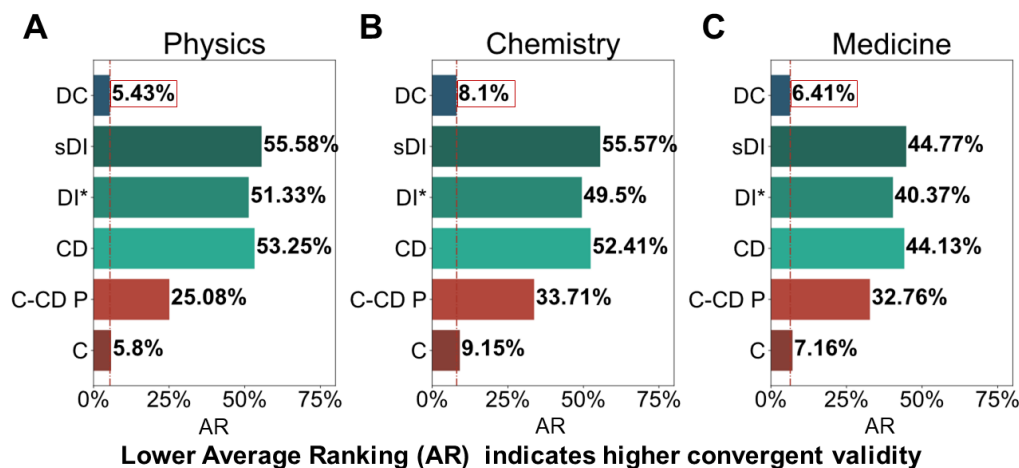 A
Physics
DC
5.43%
sDI
55.58%
DI*
51.33%
CD
53.25%
C-CD P
25.08%
C
5.8%
0% 25% 50% 75%
AR
B
Chemistry
DC
8.1%
sDI
55.57%
DI*
49.5%
CD
52.41%
C-CD P
33.71%
C
9.15%
0% 25% 50% 75%
AR
C
Medicine
DC
6.41%
sDI
44.77%
DI*
40.37%
CD
44.13%
C-CD P
32.76%
C
7.16%
0% 25% 50% 75%
AR
Lower Average Ranking (AR) indicates higher convergent validity